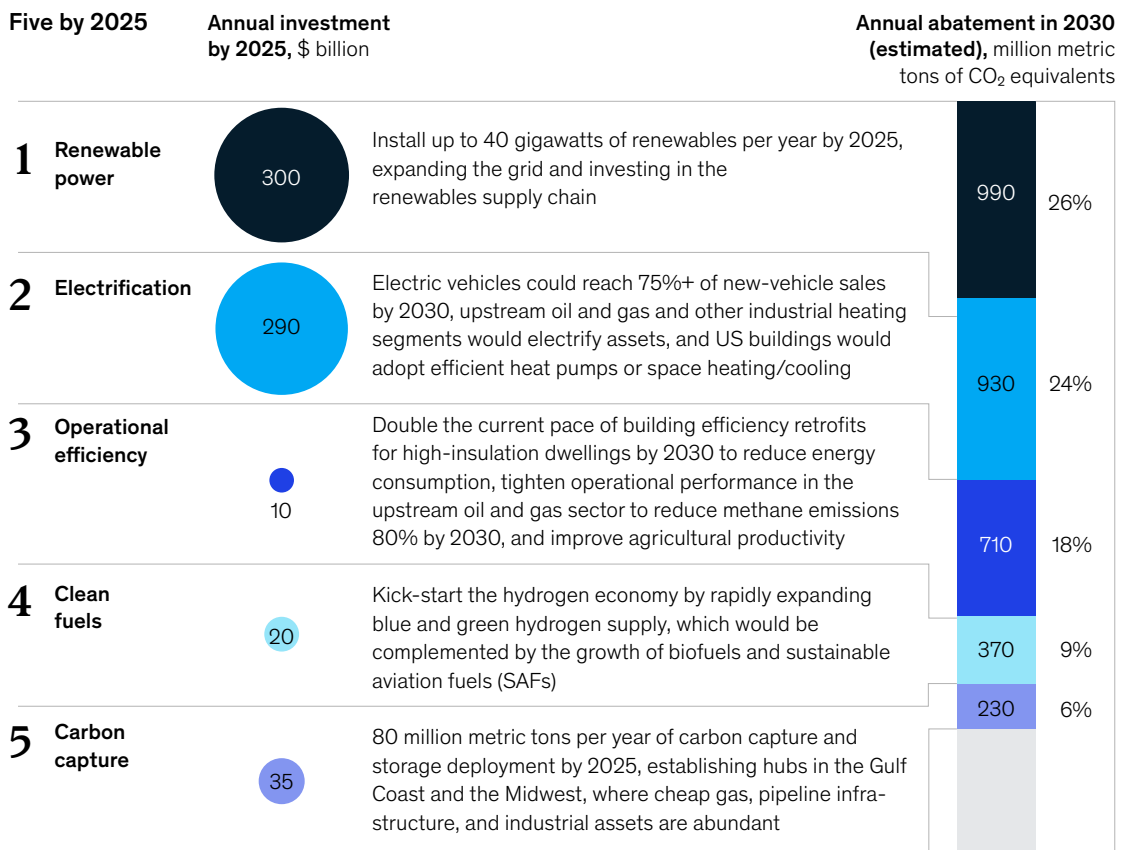 Five by 2025
Annual investment
by 2025, $ billion
Annual abatement in 2030
(estimated), million metric
tons of CO₂ equivalents
1
Renewable
power
300
Install up to 40 gigawatts of renewables per year by 2025,
expanding the grid and investing in the
renewables supply chain
990
26%
2
Electrification
290
Electric vehicles could reach 75%+ of new-vehicle sales
by 2030, upstream oil and gas and other industrial heating
segments would electrify assets, and US buildings would
adopt efficient heat pumps or space heating/cooling
930
24%
3
Operational
efficiency
10
Double the current pace of building efficiency retrofits
for high-insulation dwellings by 2030 to reduce energy
consumption, tighten operational performance in the
upstream oil and gas sector to reduce methane emissions
80% by 2030, and improve agricultural productivity
710
18%
4
Clean
fuels
20
Kick-start the hydrogen economy by rapidly expanding
blue and green hydrogen supply, which would be
complemented by the growth of biofuels and sustainable
aviation fuels (SAFs)
370
9%
230
6%
5
Carbon
capture
35
80 million metric tons per year of carbon capture and
storage deployment by 2025, establishing hubs in the Gulf
Coast and the Midwest, where cheap gas, pipeline infra-
structure, and industrial assets are abundant